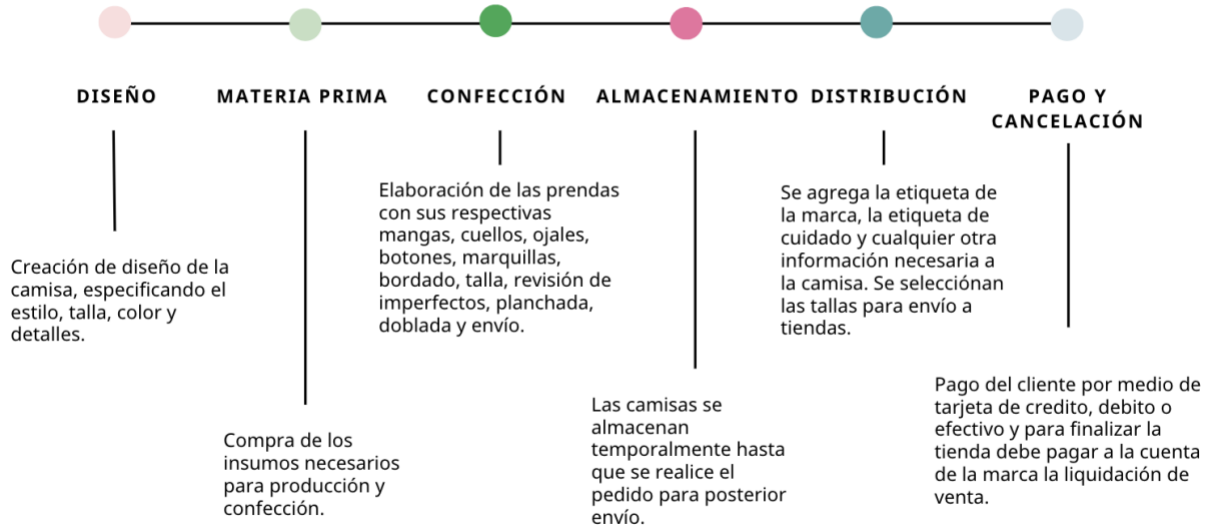 DISEÑO
MATERIA PRIMA
CONFECCIÓN
ALMACENAMIENTO
DISTRIBUCIÓN
PAGO Y
CANCELACIÓN
Creación de diseño de la
camisa, especificando el
estilo, talla, color y
detalles.
Compra de los
insumos necesarios
para producción y
confección.
Elaboración de las prendas
con sus respectivas
mangas, cuellos, ojales,
botones, marquillas,
bordado, talla, revisión de
imperfectos, planchada,
doblada y envío.
Las camisas se
almacenan
temporalmente hasta
que se realice el
pedido para posterior
envío.
Se agrega la etiqueta de
la marca, la etiqueta de
cuidado y cualquier otra
información necesaria a
la camisa. Se selecciónan
las tallas para envío a
tiendas.
Pago del cliente por medio de
tarjeta de credito, debito o
efectivo y para finalizar la
tienda debe pagar a la cuenta
de la marca la liquidación de
venta.